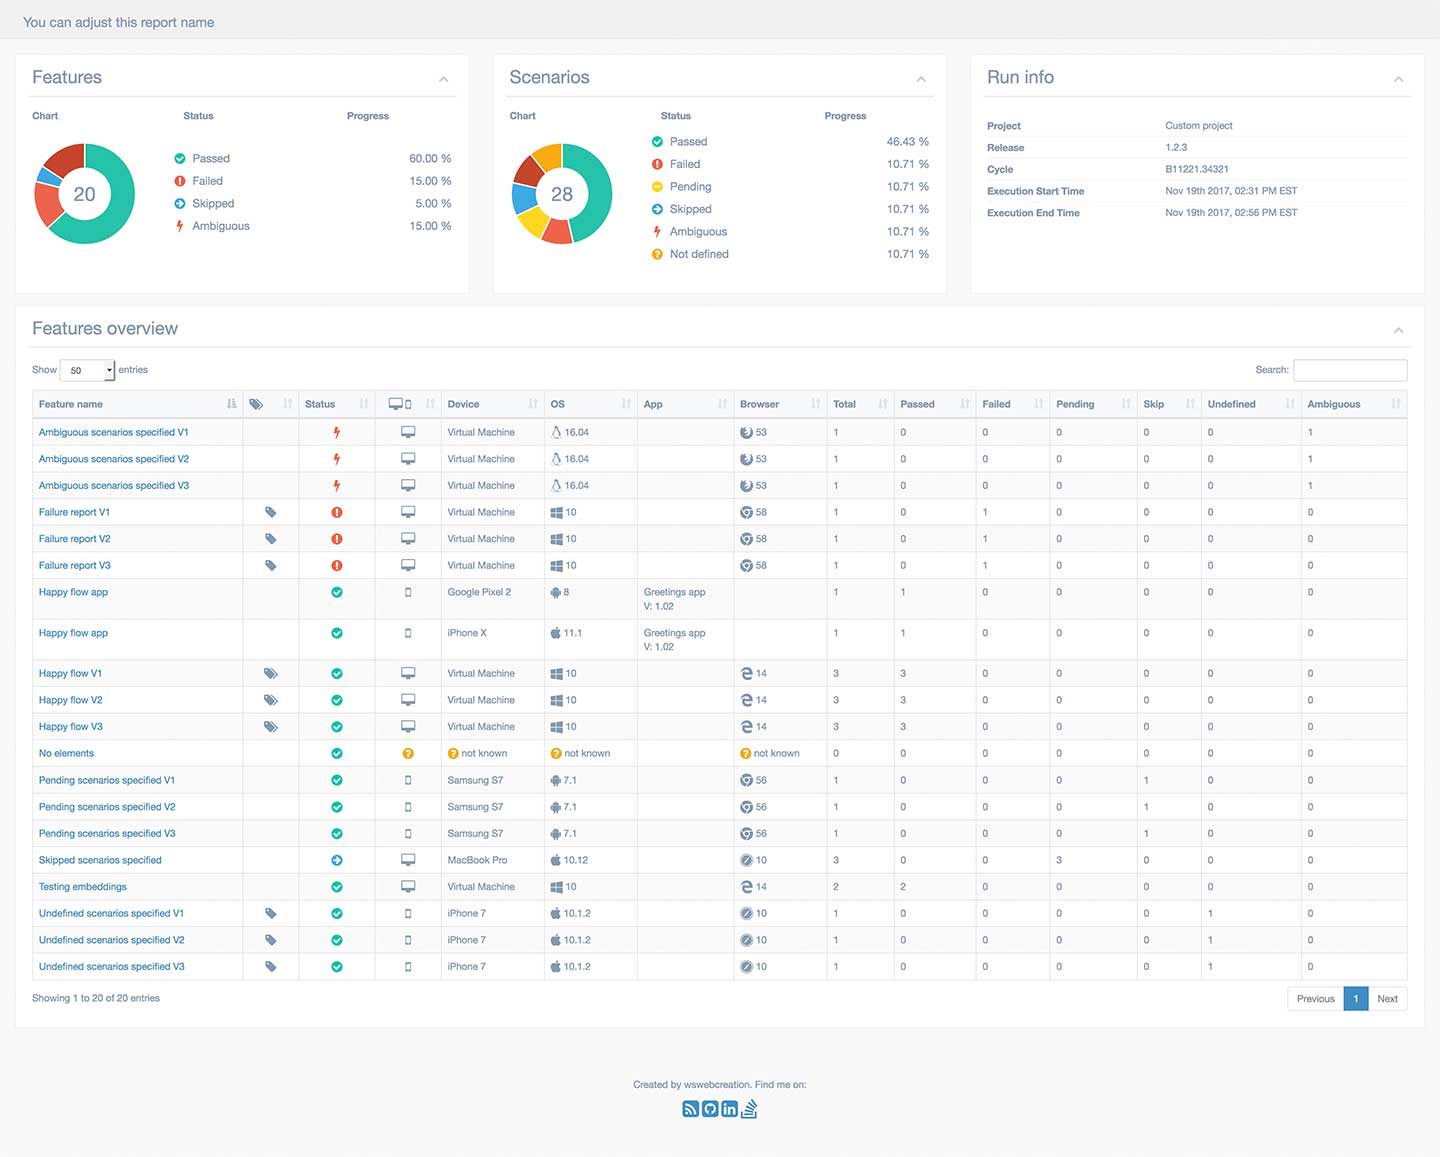 You can adjust this report name
Features
Chart Status Progress
20
Passed 60.00 %
Failed 15.00 %
Skipped 5.00 %
Ambiguous 15.00 %
Scenarios
Chart Status Progress
28
Passed 46.43 %
Failed 10.71 %
Pending 10.71 %
Skipped 10.71 %
Ambiguous 10.71 %
Not defined 10.71 %
Run info
Project Custom project
Release 1.2.3
Cycle B11221.34321
Execution Start Time Nov 19th 2017, 02:31 PM EST
Execution End Time Nov 19th 2017, 02:56 PM EST
Features overview
Show 50 entries Search:
Feature name Status Device OS App Browser Total Passed Failed Pending Skip Undefined Ambiguous
Ambiguous scenarios specified V1 Virtual Machine 16.04 53 1 0 0 0 0 0 1
Ambiguous scenarios specified V2 Virtual Machine 16.04 53 1 0 0 0 0 0 1
Ambiguous scenarios specified V3 Virtual Machine 16.04 53 1 0 0 0 0 0 1
Failure report V1 Virtual Machine 10 58 1 0 1 0 0 0 0
Failure report V2 Virtual Machine 10 58 1 0 1 0 0 0 0
Failure report V3 Virtual Machine 10 58 1 0 1 0 0 0 0
Happy flow app Google Pixel 2 8 Greetings app 1 1 0 0 0 0 0
V: 1.02
Happy flow app iPhone X 11.1 Greetings app 1 1 0 0 0 0 0
V: 1.02
Happy flow V1 Virtual Machine 10 14 3 3 0 0 0 0 0
Happy flow V2 Virtual Machine 10 14 3 3 0 0 0 0 0
Happy flow V3 Virtual Machine 10 14 3 3 0 0 0 0 0
No elements not known not known not known 0 0 0 0 0 0 0
Pending scenarios specified V1 Samsung S7 7.1 56 1 0 0 0 1 0 0
Pending scenarios specified V2 Samsung S7 7.1 56 1 0 0 0 1 0 0
Pending scenarios specified V3 Samsung S7 7.1 56 1 0 0 0 1 0 0
Skipped scenarios specified MacBook Pro 10.12 10 3 0 0 3 0 0 0
Testing embeddings Virtual Machine 10 14 2 2 0 0 0 0 0
Undefined scenarios specified V1 iPhone 7 10.1.2 10 1 0 0 0 0 1 0
Undefined scenarios specified V2 iPhone 7 10.1.2 10 1 0 0 0 0 1 0
Undefined scenarios specified V3 iPhone 7 10.1.2 10 1 0 0 0 0 1 0
Showing 1 to 20 of 20 entries Previous 1 Next
Created by wswebcreation. Find me on: